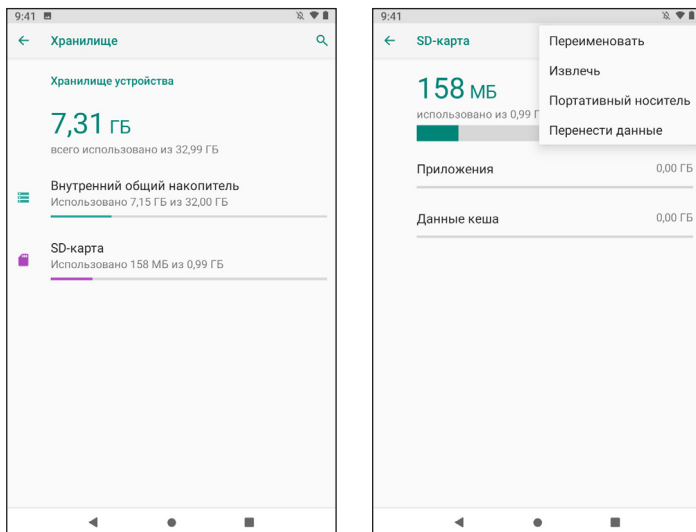 9:41
Хранилище
Хранилище устройства
7,31 ГБ
всего использовано из 32,99 ГБ
Внутренний общий накопитель
Использовано 7,15 ГБ из 32,00 ГБ
SD-карта
Использовано 158 МБ из 0,99 ГБ
9:41
SD-карта
Переименовать
Извлечь
Портативный носитель
Перенести данные
158 МБ
использовано из 0,99 Г
Приложения 0,00 ГБ
Данные кеша 0,00 ГБ